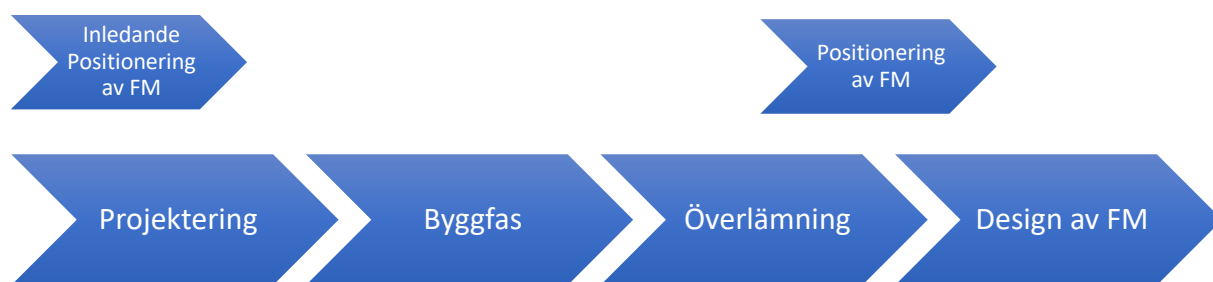 Inledande
Positionering
av FM
Positionering
av FM
Projektering
Byggfas
Överlämning
Design av FM